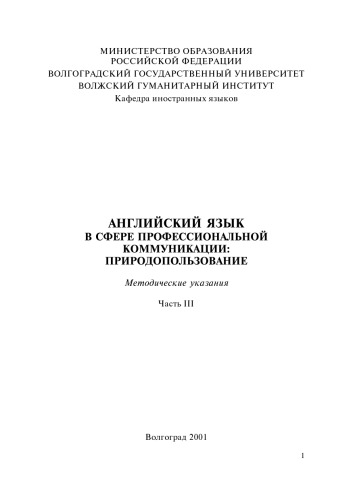 МИНИСТЕРСТВО ОБРАЗОВАНИЯ
РОССИЙСКОЙ ФЕДЕРАЦИИ
ВОЛГОГРАДСКИЙ ГОСУДАРСТВЕННЫЙ УНИВЕРСИТЕТ
ВОЛЖСКИЙ ГУМАНИТАРНЫЙ ИНСТИТУТ
Кафедра иностранных языков
АНГЛИЙСКИЙ ЯЗЫК
В СФЕРЕ ПРОФЕССИОНАЛЬНОЙ
КОММУНИКАЦИИ:
ПРИРОДОПОЛЬЗОВАНИЕ
Методические указания
Часть III
Волгоград 2001
1